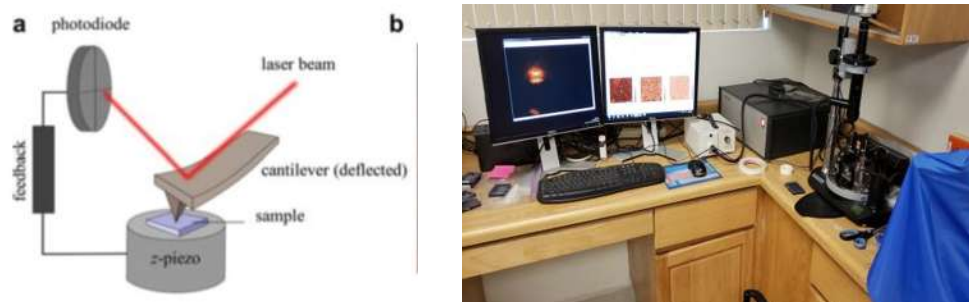 a
b
photodiode
laser beam
feedback
cantilever (deflected)
sample
z-piezo